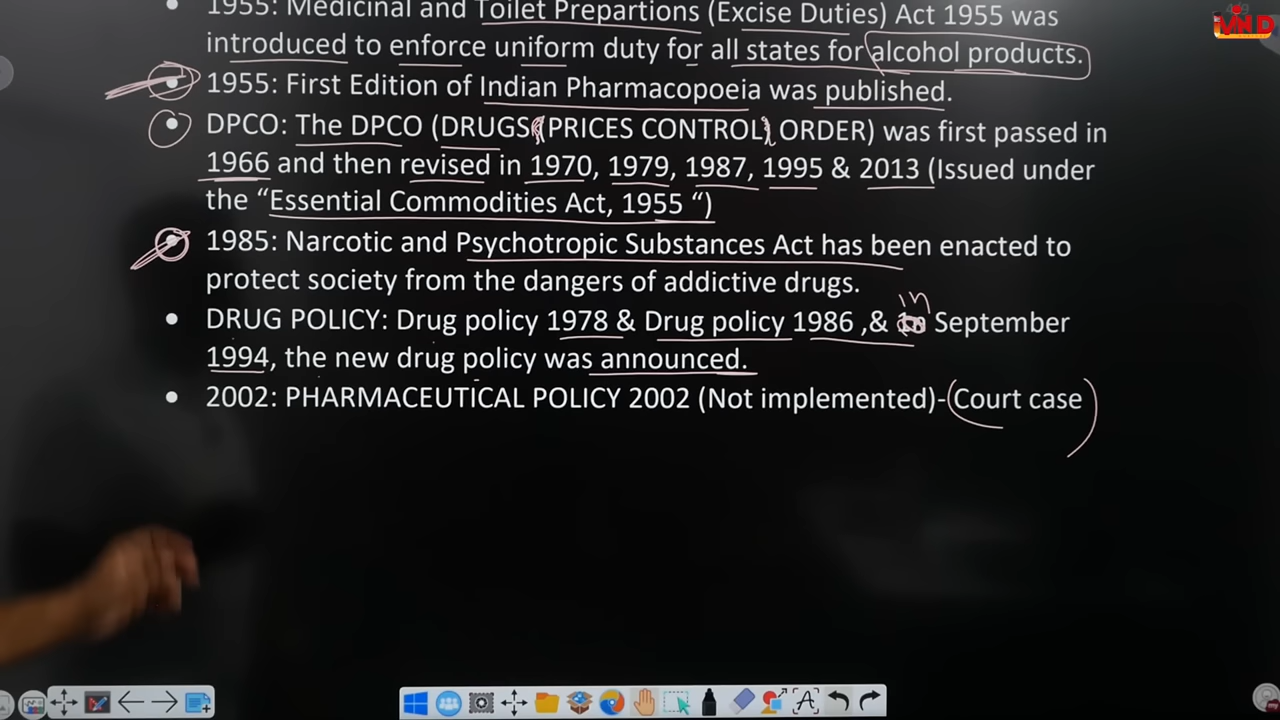 1955: Medicinal and Toilet Prepartions (Excise Duties) Act 1955 was
introduced to enforce uniform duty for all states for alcohol products.
1955: First Edition of Indian Pharmacopoeia was published.
DPCO: The DPCO (DRUGS (PRICES CONTROL) ORDER) was first passed in
1966 and then revised in 1970, 1979, 1987, 1995 & 2013 (Issued under
the “Essential Commodities Act, 1955 “)
1985: Narcotic and Psychotropic Substances Act has been enacted to
protect society from the dangers of addictive drugs.
in
DRUG POLICY: Drug policy 1978 & Drug policy 1986 ,& September
1994, the new drug policy was announced.
2002: PHARMACEUTICAL POLICY 2002 (Not implemented)-(Court case)